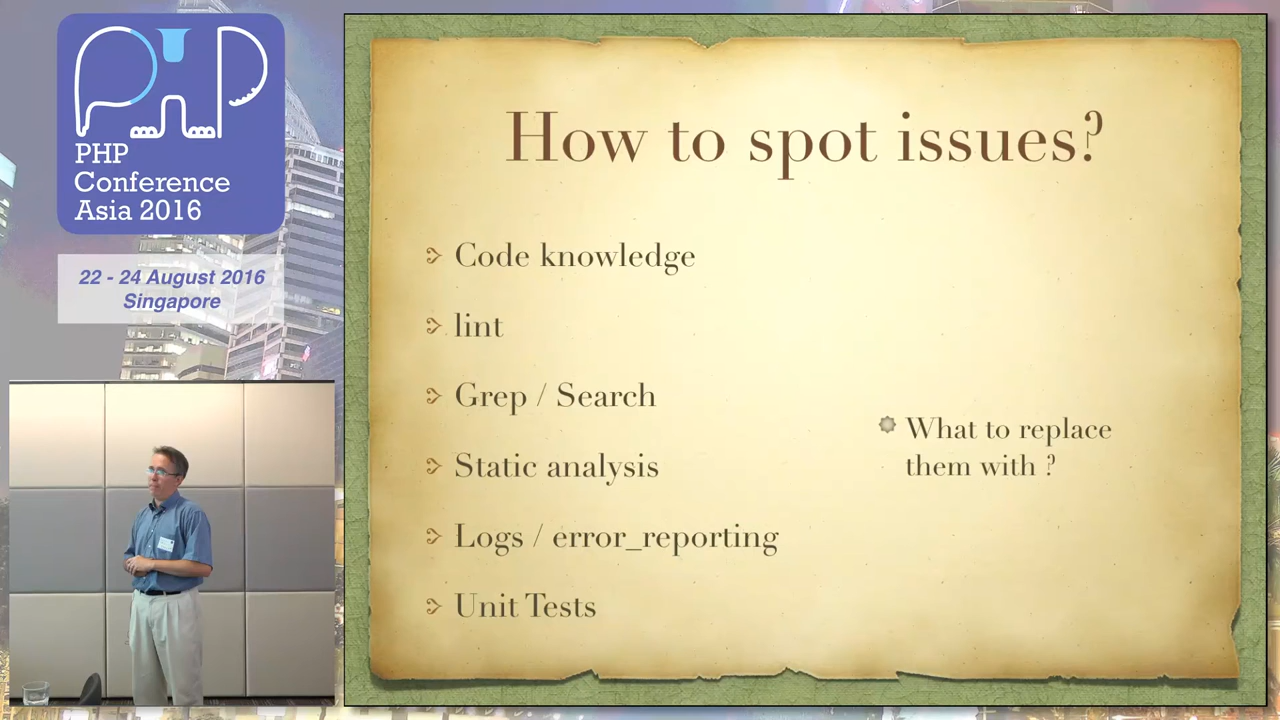 PHP
Conference
Asia 2016
22 - 24 August 2016
Singapore
How to spot issues?
Code knowledge
lint
Grep / Search
Static analysis
Logs / error_reporting
Unit Tests
What to replace
them with ?